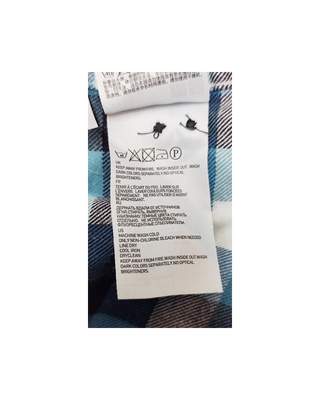 P
UK
KEEP AWAY FROM FIRE. WASH INSIDE OUT. WASH
DARK COLORS SEPARATELY.NO OPTICAL
BRIGHTENERS.
FR
TENIR À L'ÉCART DU FEU. LAVER SUR
L'ENVERS. LAVER COULEURS FONCÉES
SÉPARÉMENT. NE PAS UTILISER D'AGENT
BLANCHISSANT.
RU
ДЕРЖАТЬ ВДАЛИ ОТ ИСТОЧНИКОВ
ОГНЯ. СТИРАТЬ, ВЫВЕРНУВ
НАИЗНАНКУ. ТЕМНЫЕ ЦВЕТА СТИРАТЬ
ОТДЕЛЬНО. НЕ ИСПОЛЬЗОВАТЬ
ФЛУОРЕСЦЕНТНЫЕ ОТБЕЛИВАТЕЛИ.
US
MACHINE WASH COLD
ONLY NON-CHLORINE BLEACH WHEN NEEDED
LINE DRY
COOL IRON
DRYCLEAN
KEEP AWAY FROM FIRE. WASH INSIDE OUT. WASH
DARK COLORS SEPARATELY. NO OPTICAL
BRIGHTENERS.